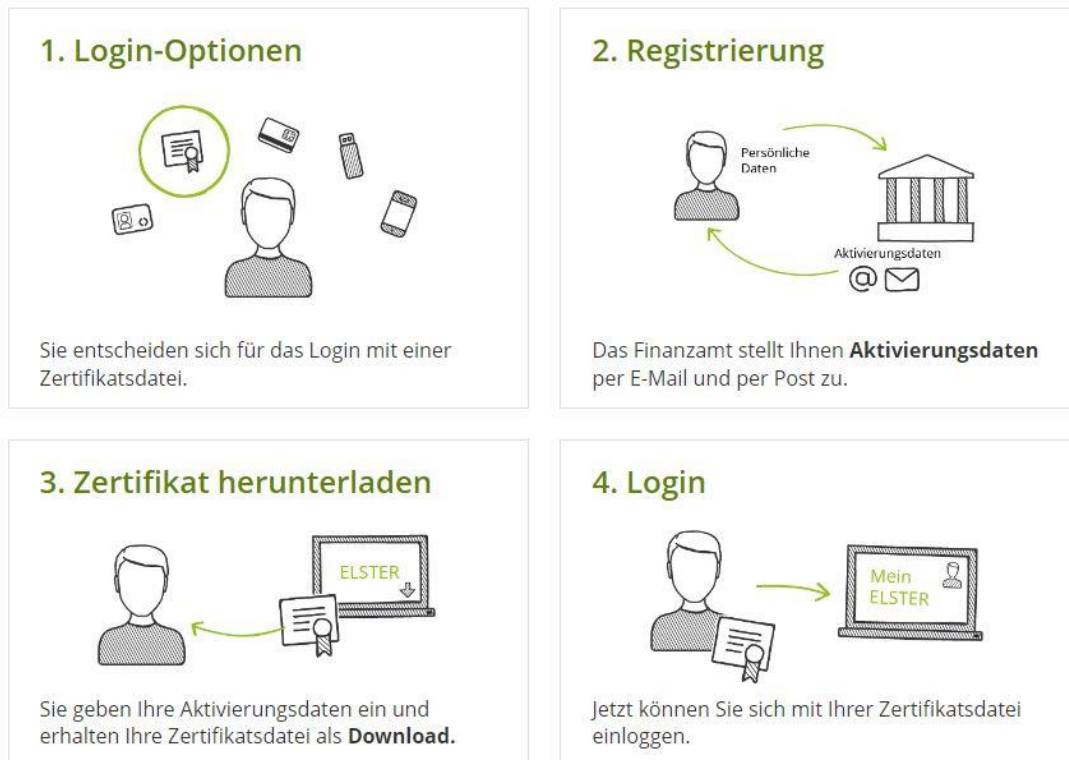 1. Login-Optionen
Sie entscheiden sich für das Login mit einer
Zertifikatsdatei.
2. Registrierung
Persönliche
Daten
Aktivierungsdaten
@
Das Finanzamt stellt Ihnen Aktivierungsdaten
per E-Mail und per Post zu.
3. Zertifikat herunterladen
ELSTER
Sie geben Ihre Aktivierungsdaten ein und
erhalten Ihre Zertifikatsdatei als Download.
4. Login
Mein
ELSTER
Jetzt können Sie sich mit Ihrer Zertifikatsdatei
einloggen.